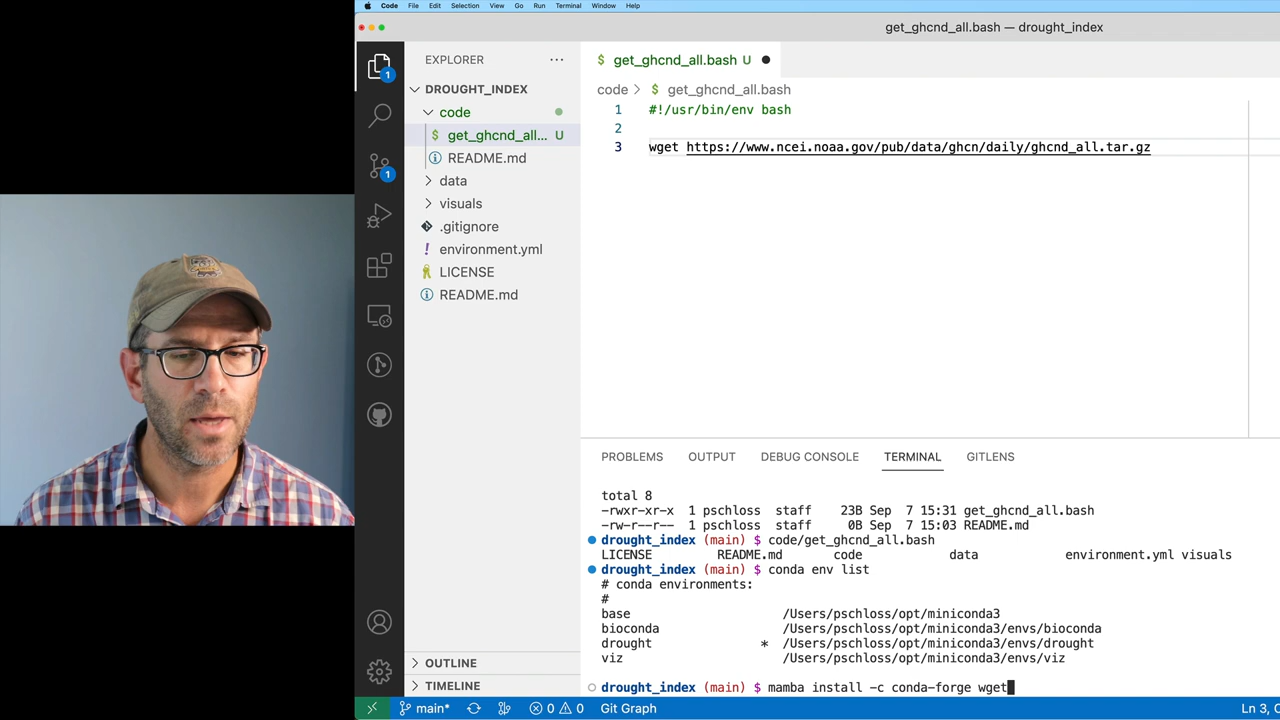 Code File Edit Selection View Go Run Terminal Window Help
get_ghcnd_all.bash — drought_index
EXPLORER ···
$ get_ghcnd_all.bash U
DROUGHT_INDEX
code > $ get_ghcnd_all.bash
code
1 #!/usr/bin/env bash
2
$ get_ghcnd_all... U
3 wget https://www.ncei.noaa.gov/pub/data/ghcn/daily/ghcnd_all.tar.gz
README.md
data
visuals
.gitignore
! environment.yml
LICENSE
README.md
1
1
PROBLEMS OUTPUT DEBUG CONSOLE TERMINAL GITLENS
total 8
-rwxr-xr-x 1 pschloss staff 23B Sep 7 15:31 get_ghcnd_all.bash
-rw-r--r-- 1 pschloss staff 0B Sep 7 15:03 README.md
drought_index (main) $ code/get_ghcnd_all.bash
LICENSE README.md code data environment.yml visuals
drought_index (main) $ conda env list
# conda environments:
#
base /Users/pschloss/opt/miniconda3
bioconda /Users/pschloss/opt/miniconda3/envs/bioconda
drought * /Users/pschloss/opt/miniconda3/envs/drought
viz /Users/pschloss/opt/miniconda3/envs/viz
drought_index (main) $ mamba install -c conda-forge wget
OUTLINE
TIMELINE
main* 0 0 Git Graph Ln 3, C